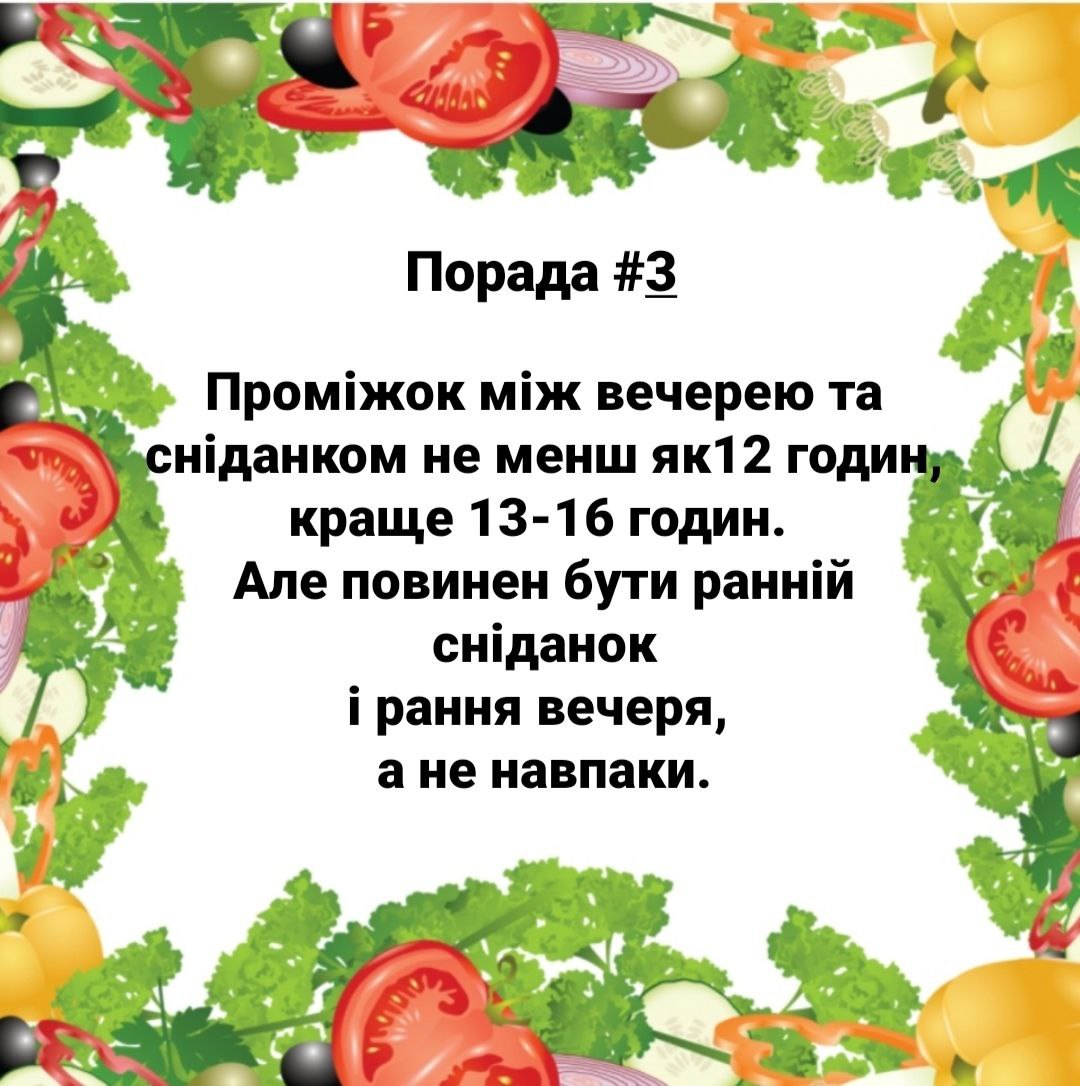 Порада #3
Проміжок між вечерею та
сніданком не менш як12 годин,
краще 13-16 годин.
Але повинен бути ранній
сніданок
і рання вечеря,
а не навпаки.